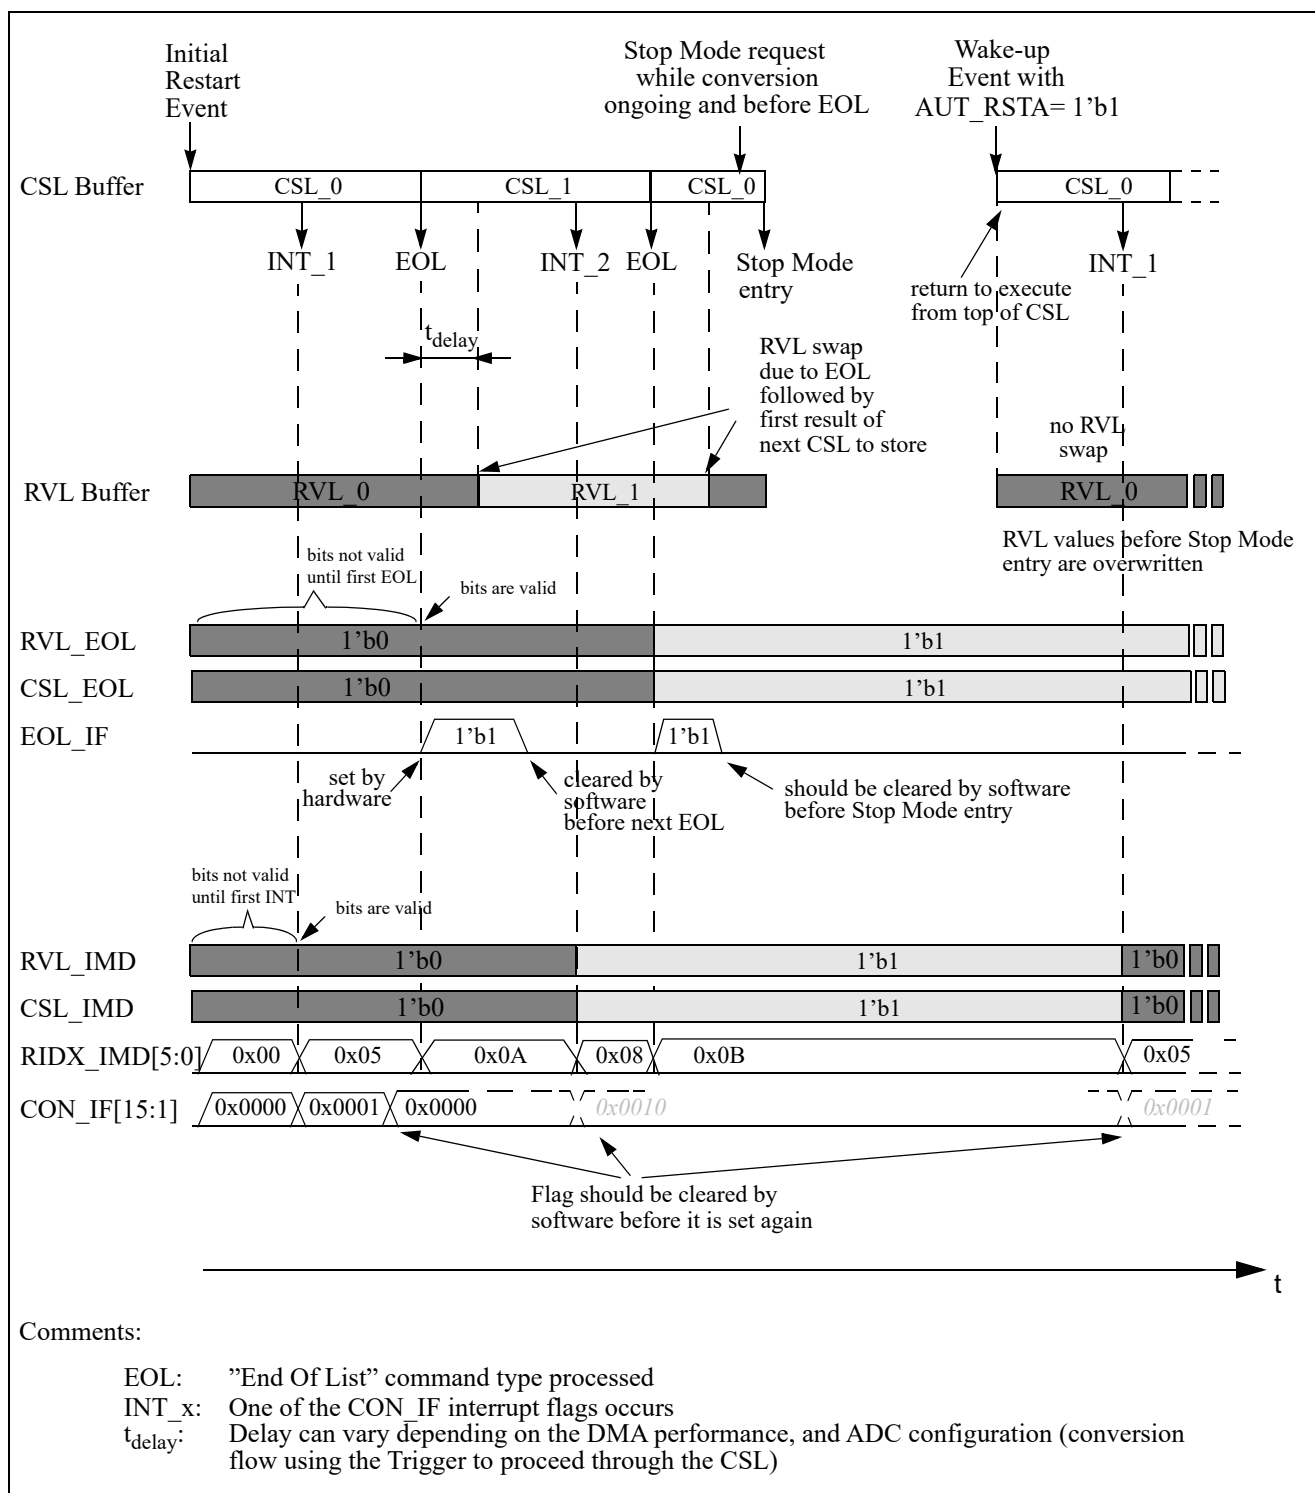 Initial
Restart
Event
Stop Mode request
while conversion
ongoing and before EOL
Wake-up
Event with
AUT_RSTA= 1’b1
CSL Buffer
CSL_0
CSL_1
CSL_0
CSL_0
INT_1
EOL
INT_2
EOL
Stop Mode
entry
INT_1
return to execute
from top of CSL
tdelay
RVL swap
due to EOL
followed by
first result of
next CSL to store
no RVL
swap
RVL Buffer
RVL_0
RVL_1
RVL_0
RVL values before Stop Mode
entry are overwritten
bits not valid
until first EOL
bits are valid
RVL_EOL
1’b0
1’b1
CSL_EOL
1’b0
1’b1
EOL_IF
1’b1
1’b1
set by
hardware
cleared by
software
before next EOL
should be cleared by software
before Stop Mode entry
bits not valid
until first INT
bits are valid
RVL_IMD
1’b0
1’b1
1’b0
CSL_IMD
1’b0
1’b1
1’b0
RIDX_IMD[5:0]
0x00
0x05
0x0A
0x08
0x0B
0x05
CON_IF[15:1]
0x0000
0x0001
0x0000
0x0010
0x0001
Flag should be cleared by
software before it is set again
t
Comments:
EOL: ”End Of List” command type processed
INT_x: One of the CON_IF interrupt flags occurs
tdelay: Delay can vary depending on the DMA performance, and ADC configuration (conversion
flow using the Trigger to proceed through the CSL)